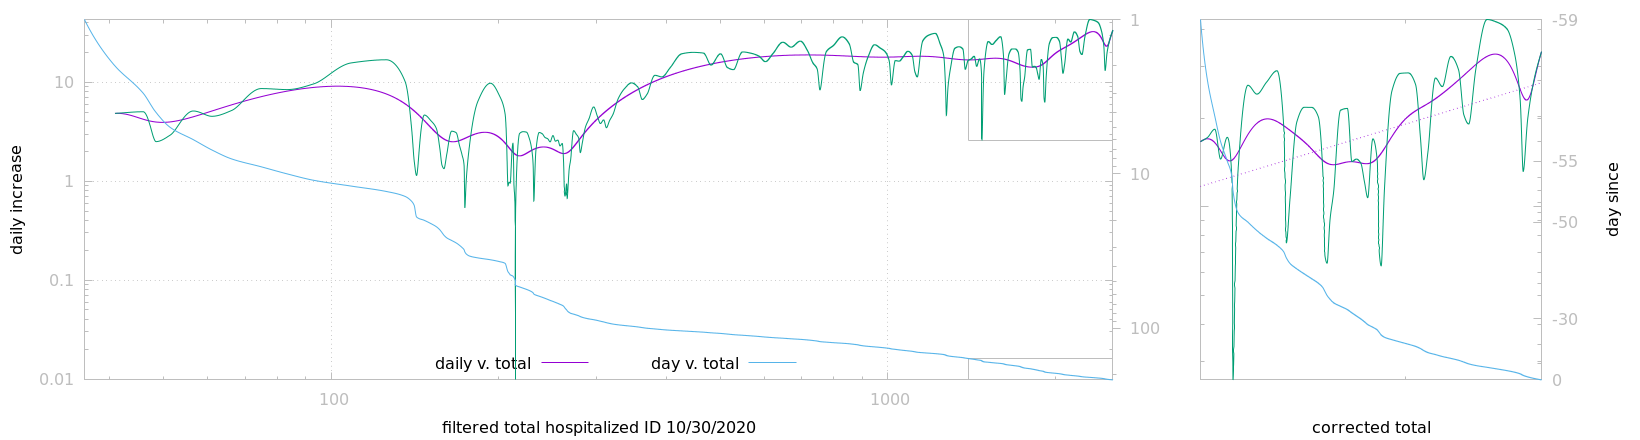 daily increase
10
1
0.1
0.01
100
1000
1
10
100
daily v. total
day v. total
filtered total hospitalized ID 10/30/2020
-59
-55
-50
-30
0
day since
corrected total